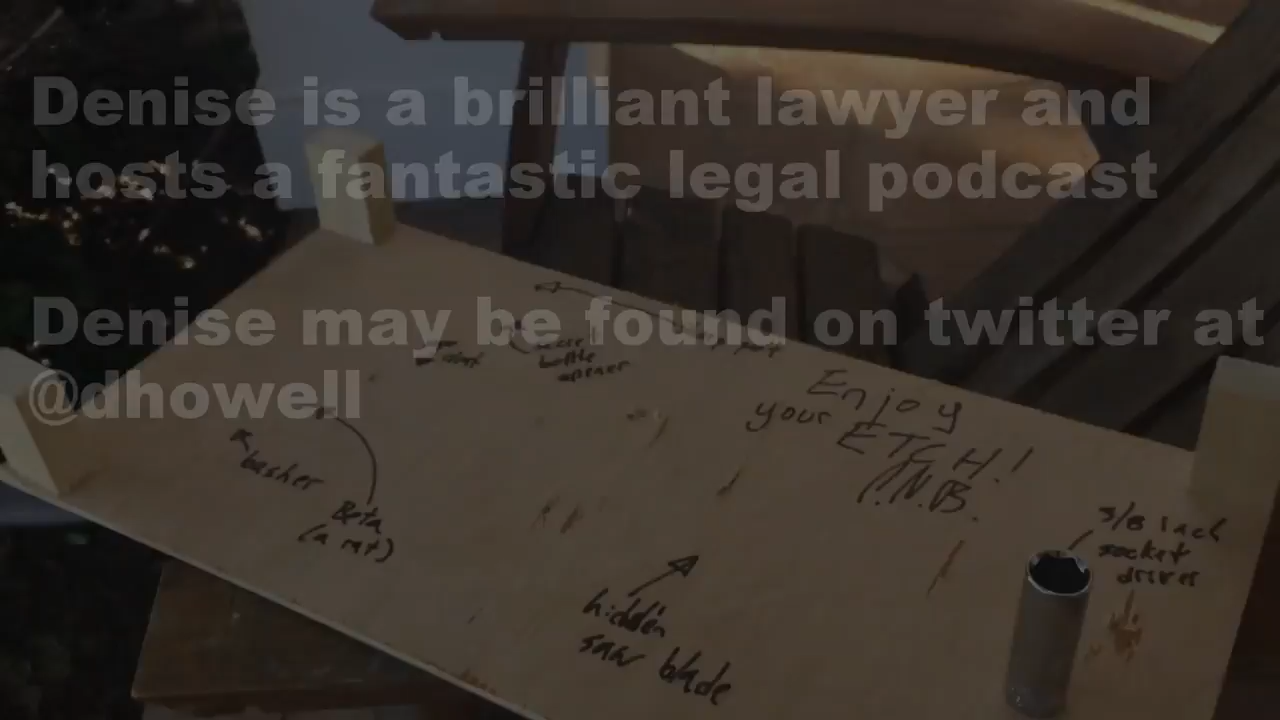 Denise is a brilliant lawyer and
hosts a fantastic legal podcast
Denise may be found on twitter at
@dhowell
bottle
opener
Enjoy
your
ETCH!
basher
Beta
(a rat)
3/8 inch
socket
driver
hidden
saw blade